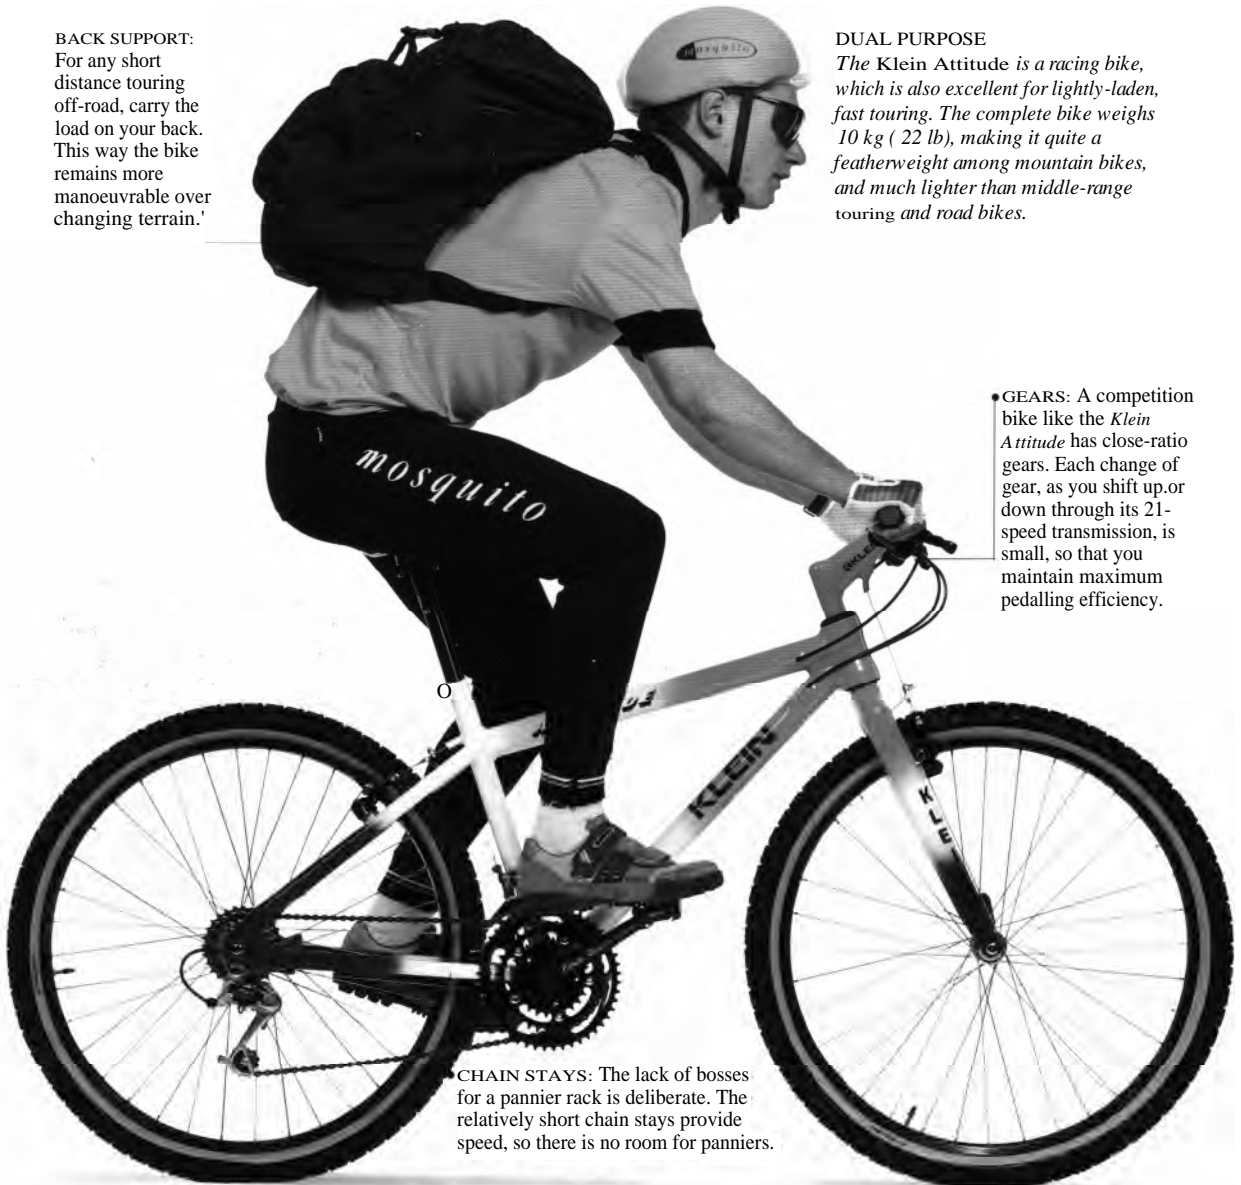 BACK SUPPORT:
For any short
distance touring
off-road, carry the
load on your back.
This way the bike
remains more
manoeuvrable over
changing terrain.'
mosquito
DUAL PURPOSE
The Klein Attitude is a racing bike,
which is also excellent for lightly-laden,
fast touring. The complete bike weighs
10 kg ( 22 lb), making it quite a
featherweight among mountain bikes,
and much lighter than middle-range
touring and road bikes.
GEARS: A competition
bike like the Klein
Attitude has close-ratio
gears. Each change of
gear, as you shift up.or
down through its 21-
speed transmission, is
small, so that you
maintain maximum
pedalling efficiency.
mosquito
KLEIN
O
DE
KLEIN
KLE
CHAIN STAYS: The lack of bosses
for a pannier rack is deliberate. The
relatively short chain stays provide
speed, so there is no room for panniers.